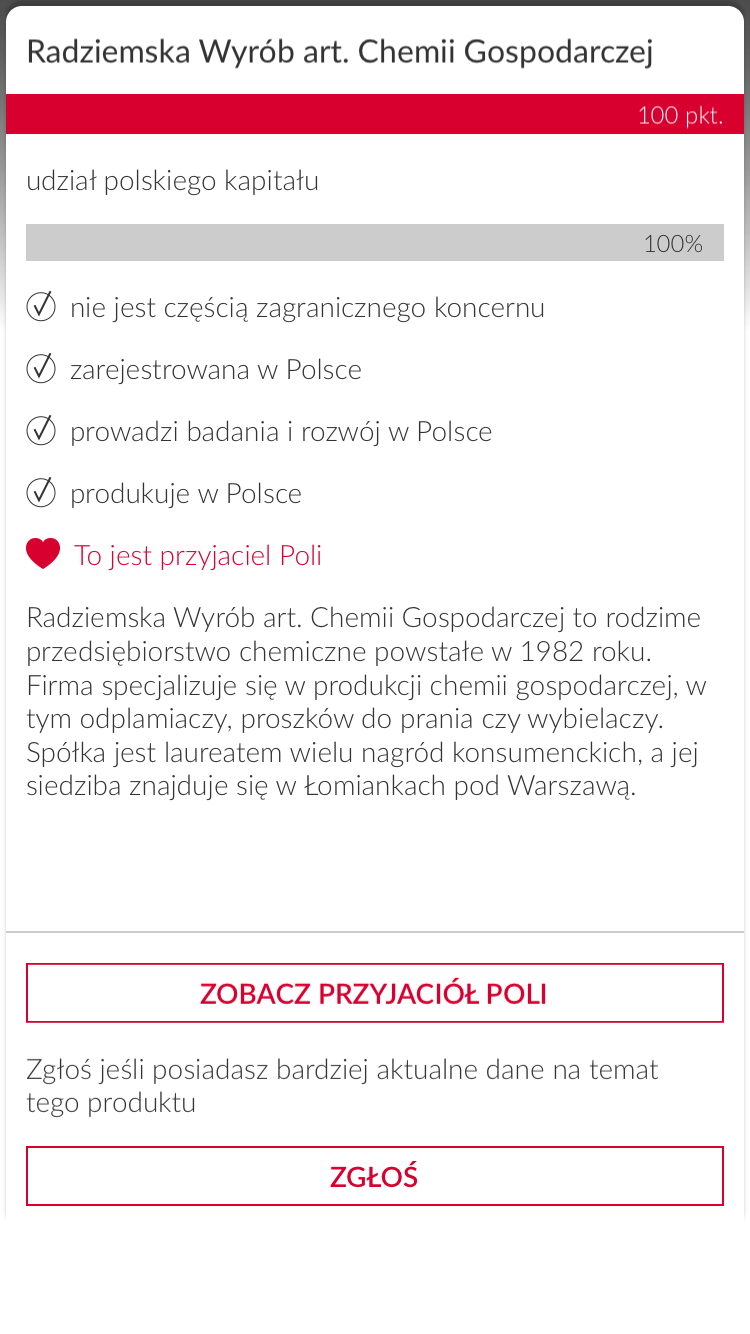 Radziemska Wyrób art. Chemii Gospodarczej
100 pkt.
udział polskiego kapitału
100%
nie jest częścią zagranicznego koncernu
zarejestrowana w Polsce
prowadzi badania i rozwój w Polsce
produkuje w Polsce
To jest przyjaciel Poli
Radziemska Wyrób art. Chemii Gospodarczej to rodzime
przedsiębiorstwo chemiczne powstałe w 1982 roku.
Firma specjalizuje się w produkcji chemii gospodarczej, w
tym odplamiaczy, proszków do prania czy wybielaczy.
Spółka jest laureatem wielu nagród konsumenckich, a jej
siedziba znajduje się w Łomiankach pod Warszawą.
ZOBACZ PRZYJACIÓŁ POLI
Zgłoś jeśli posiadasz bardziej aktualne dane na temat
tego produktu
ZGŁOŚ